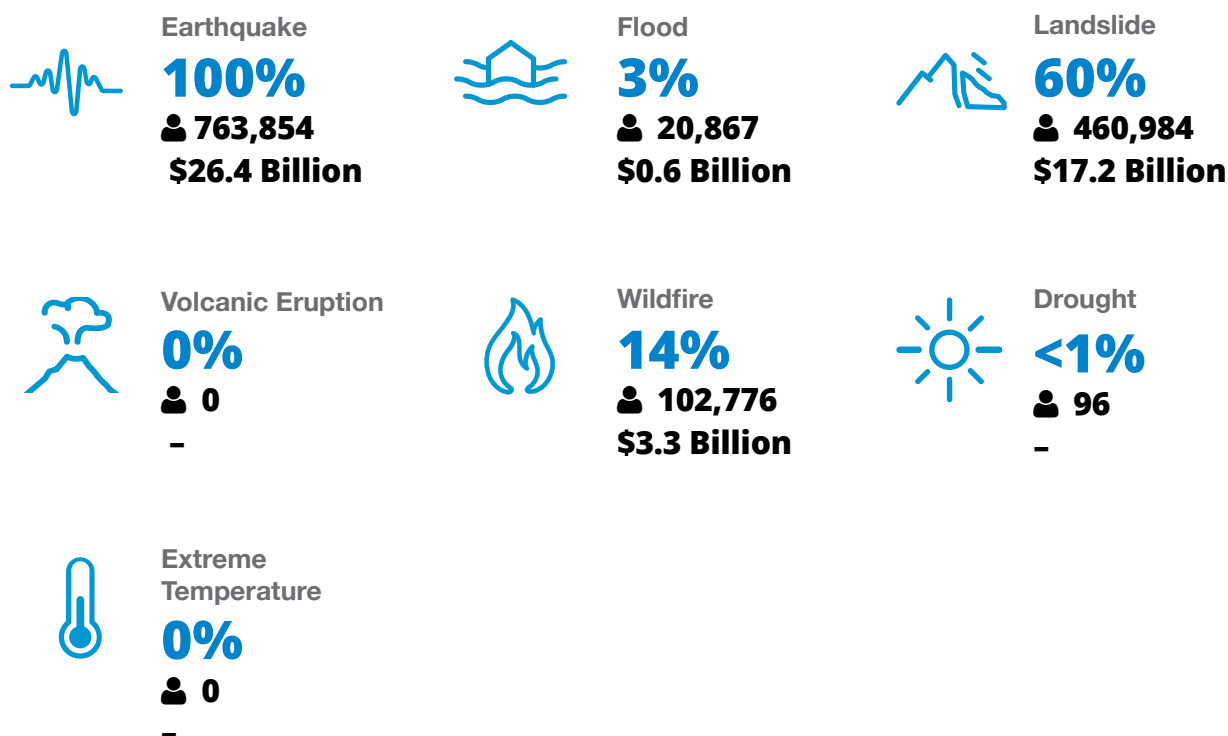 Earthquake
100%
763,854
$26.4 Billion
Flood
3%
20,867
$0.6 Billion
Landslide
60%
460,984
$17.2 Billion
Volcanic Eruption
0%
0
–
Wildfire
14%
102,776
$3.3 Billion
Drought
<1%
96
–
Extreme
Temperature
0%
0
–